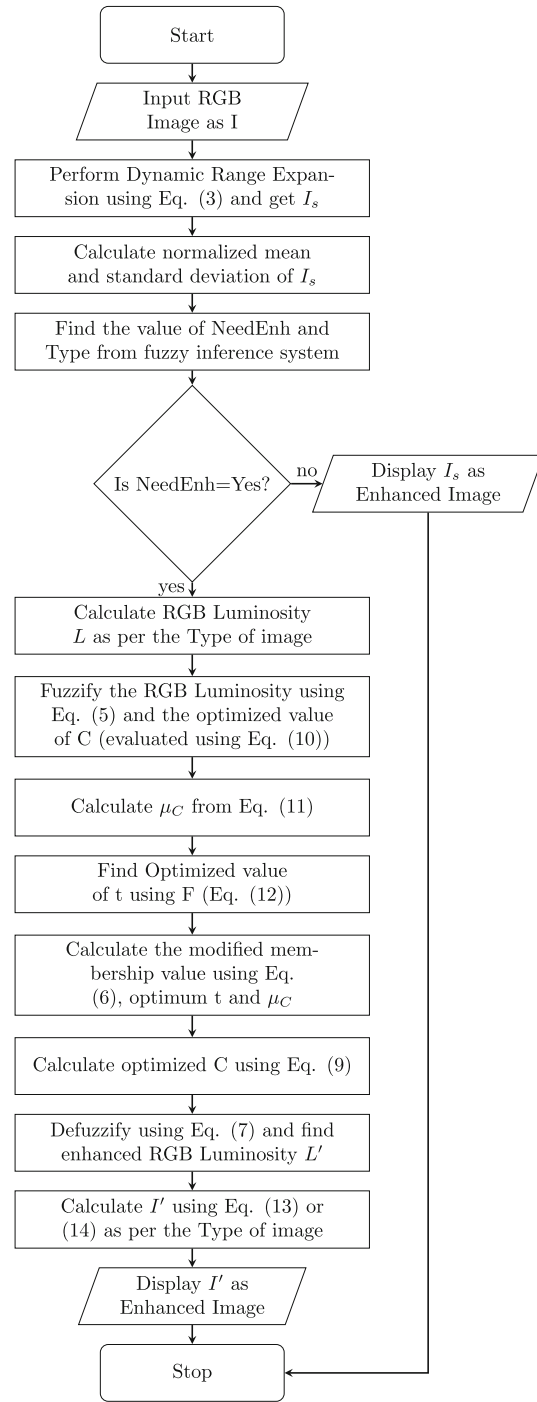 Start
Input RGB
Image as I
Perform Dynamic Range Expan-
sion using Eq. (3) and get I_s
Calculate normalized mean
and standard deviation of I_s
Find the value of NeedEnh and
Type from fuzzy inference system
Is NeedEnh=Yes?
no
Display I_s as
Enhanced Image
yes
Calculate RGB Luminosity
L as per the Type of image
Fuzzify the RGB Luminosity using
Eq. (5) and the optimized value
of C (evaluated using Eq. (10))
Calculate μ_C from Eq. (11)
Find Optimized value
of t using F (Eq. (12))
Calculate the modified mem-
bership value using Eq.
(6), optimum t and μ_C
Calculate optimized C using Eq. (9)
Defuzzify using Eq. (7) and find
enhanced RGB Luminosity L′
Calculate I′ using Eq. (13) or
(14) as per the Type of image
Display I′ as
Enhanced Image
Stop